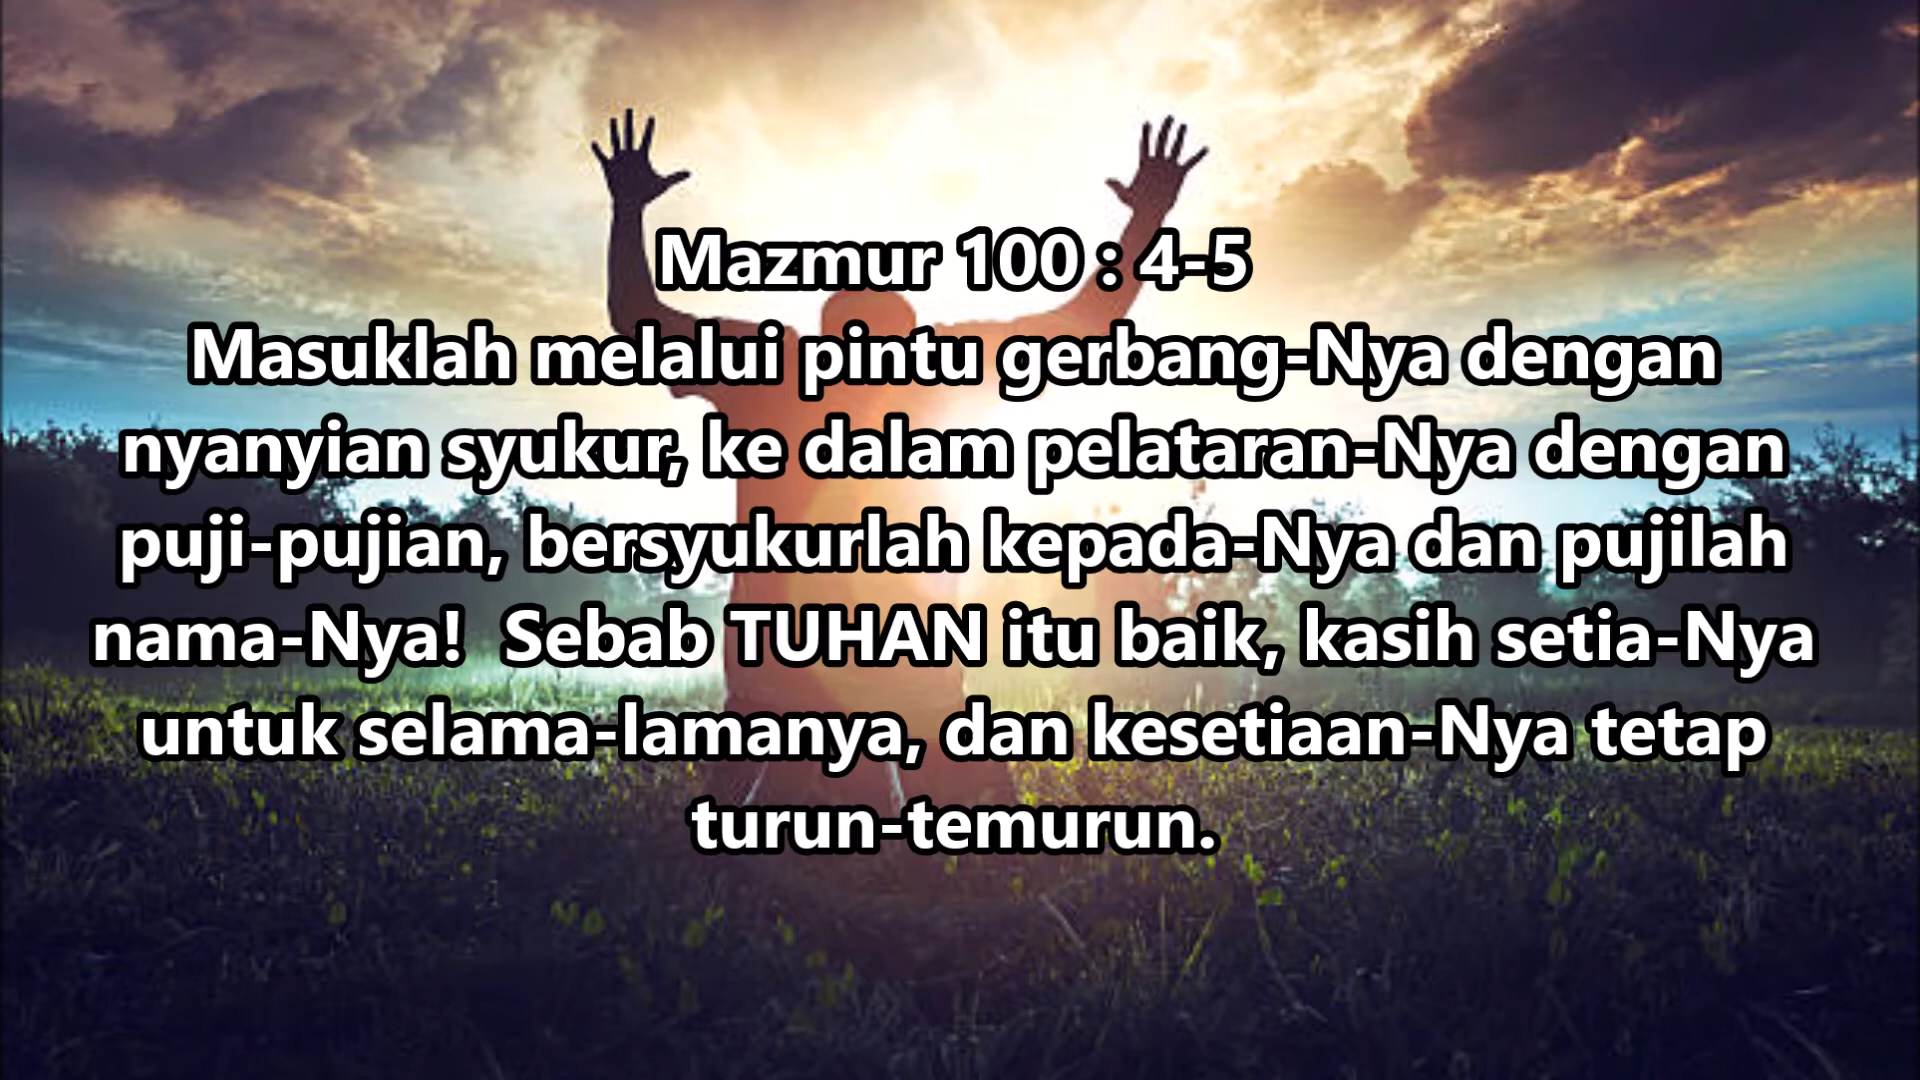 Mazmur 100 : 4-5
Masuklah melalui pintu gerbang-Nya dengan
nyanyian syukur, ke dalam pelataran-Nya dengan
puji-pujian, bersyukurlah kepada-Nya dan pujilah
nama-Nya!  Sebab TUHAN itu baik, kasih setia-Nya
untuk selama-lamanya, dan kesetiaan-Nya tetap
turun-temurun.